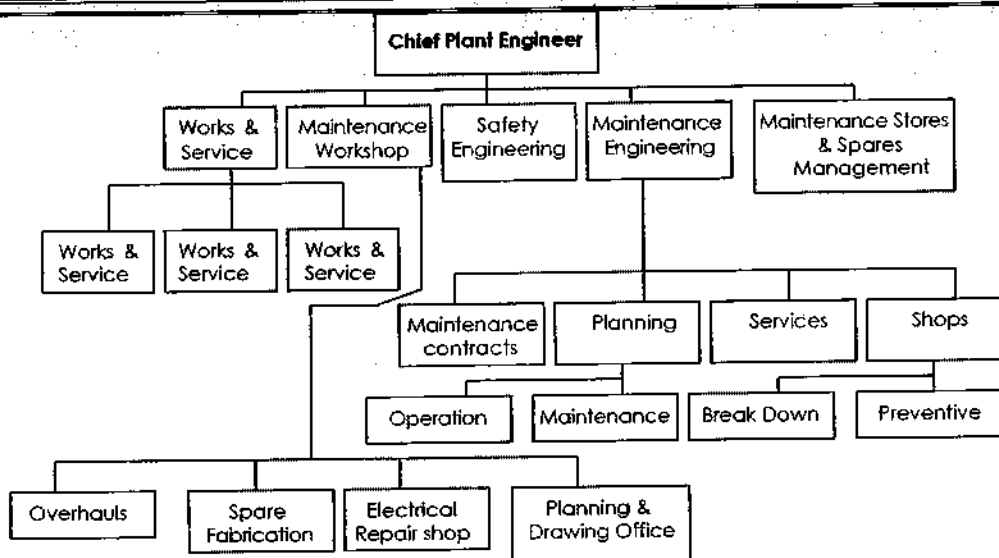 Chief Plant Engineer
Works &
Service
Maintenance
Workshop
Safety
Engineering
Maintenance
Engineering
Maintenance Stores
& Spares
Management
Works &
Service
Works &
Service
Works &
Service
Maintenance
contracts
Planning
Services
Shops
Operation
Maintenance
Break Down
Preventive
Overhauls
Spare
Fabrication
Electrical
Repair shop
Planning &
Drawing Office